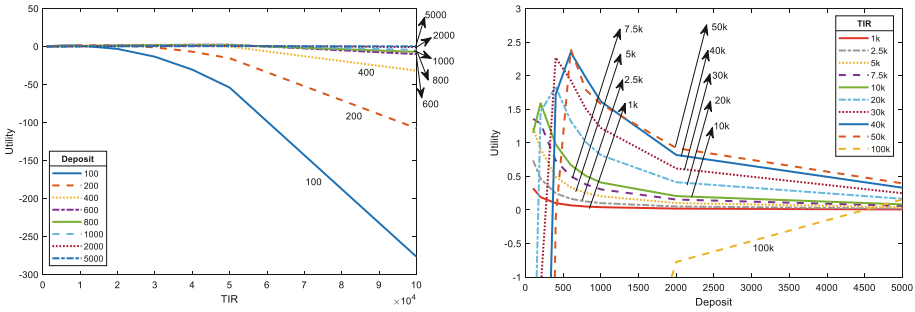 50
0
-50
-100
-150
-200
-250
-300
Utility
0 1 2 3 4 5 6 7 8 9 10
TIR
×10^4
Deposit
100
200
400
600
800
1000
2000
5000
5000
2000
1000
800
600
400
200
100
3
2.5
2
1.5
1
0.5
0
-0.5
-1
Utility
0 500 1000 1500 2000 2500 3000 3500 4000 4500 5000
Deposit
TIR
1k
2.5k
5k
7.5k
10k
20k
30k
40k
50k
100k
7.5k
5k
2.5k
1k
50k
40k
30k
20k
10k
100k